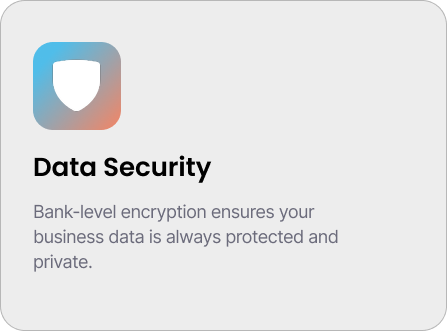 Data Security
Bank-level encryption ensures your
business data is always protected and
private.